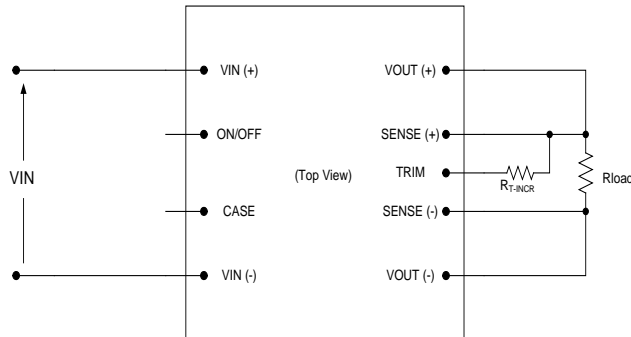 VIN (+)
VOUT (+)
ON/OFF
SENSE (+)
VIN
(Top View)
TRIM
RT-INCR
Rload
CASE
SENSE (-)
VIN (-)
VOUT (-)